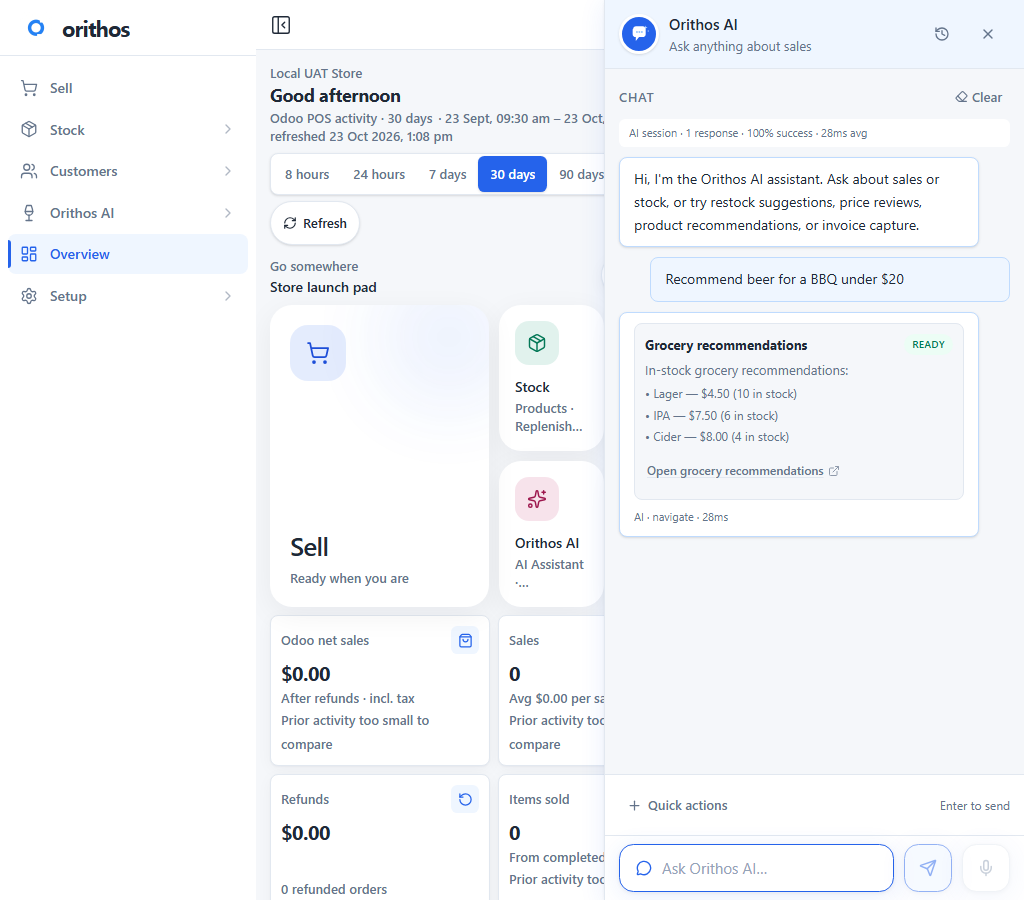 orithos
Sell
Stock
Customers
Orithos AI
Overview
Setup
Local UAT Store
Good afternoon
Odoo POS activity · 30 days · 23 Sept, 09:30 am – 23 Oct,
refreshed 23 Oct 2026, 1:08 pm
8 hours
24 hours
7 days
30 days
90 days
Refresh
Go somewhere
Store launch pad
Sell
Ready when you are
Stock
Products ·
Replenish...
Orithos AI
AI Assistant
·...
Odoo net sales
$0.00
After refunds · incl. tax
Prior activity too small to
compare
Sales
0
Avg $0.00 per sa
Prior activity too
compare
Refunds
$0.00
0 refunded orders
Items sold
0
From completed
Prior activity too
Orithos AI
Ask anything about sales
CHAT
Clear
AI session · 1 response · 100% success · 28ms avg
Hi, I'm the Orithos AI assistant. Ask about sales or
stock, or try restock suggestions, price reviews,
product recommendations, or invoice capture.
Recommend beer for a BBQ under $20
Grocery recommendations
READY
In-stock grocery recommendations:
• Lager — $4.50 (10 in stock)
• IPA — $7.50 (6 in stock)
• Cider — $8.00 (4 in stock)
Open grocery recommendations
AI · navigate · 28ms
Quick actions
Enter to send
Ask Orithos AI...